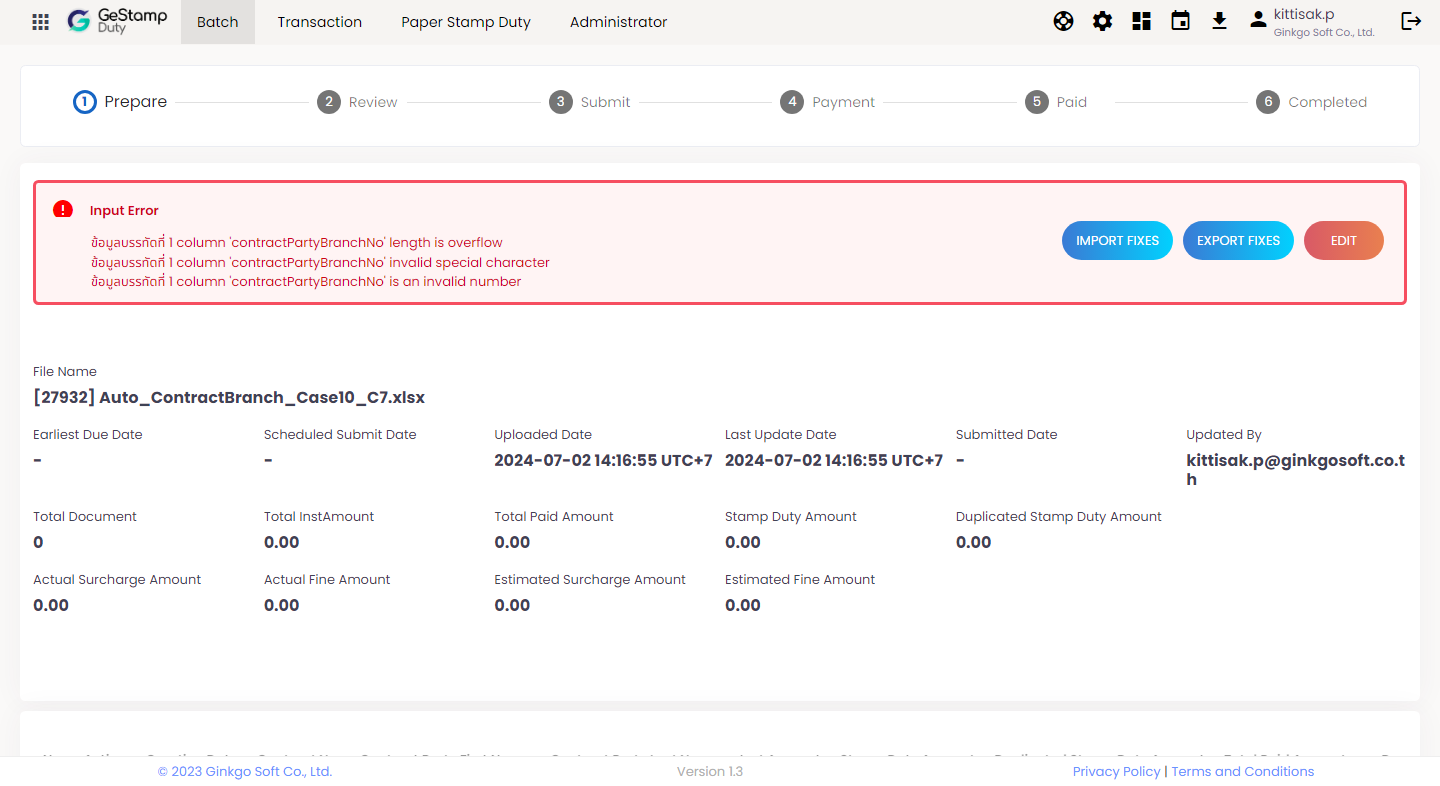 GeStamp
Duty
Batch
Transaction
Paper Stamp Duty
Administrator
kittisak.p
Ginkgo Soft Co., Ltd.
1 Prepare
2 Review
3 Submit
4 Payment
5 Paid
6 Completed
Input Error
ข้อมูลบรรทัดที่ 1 column 'contractPartyBranchNo' length is overflow
ข้อมูลบรรทัดที่ 1 column 'contractPartyBranchNo' invalid special character
ข้อมูลบรรทัดที่ 1 column 'contractPartyBranchNo' is an invalid number
IMPORT FIXES
EXPORT FIXES
EDIT
File Name
[27932] Auto_ContractBranch_Case10_C7.xlsx
Earliest Due Date
-
Scheduled Submit Date
-
Uploaded Date
2024-07-02 14:16:55 UTC+7
Last Update Date
2024-07-02 14:16:55 UTC+7
Submitted Date
-
Updated By
kittisak.p@ginkgosoft.co.t
h
Total Document
0
Total InstAmount
0.00
Total Paid Amount
0.00
Stamp Duty Amount
0.00
Duplicated Stamp Duty Amount
0.00
Actual Surcharge Amount
0.00
Actual Fine Amount
0.00
Estimated Surcharge Amount
0.00
Estimated Fine Amount
0.00
© 2023 Ginkgo Soft Co., Ltd.
Version 1.3
Privacy Policy | Terms and Conditions